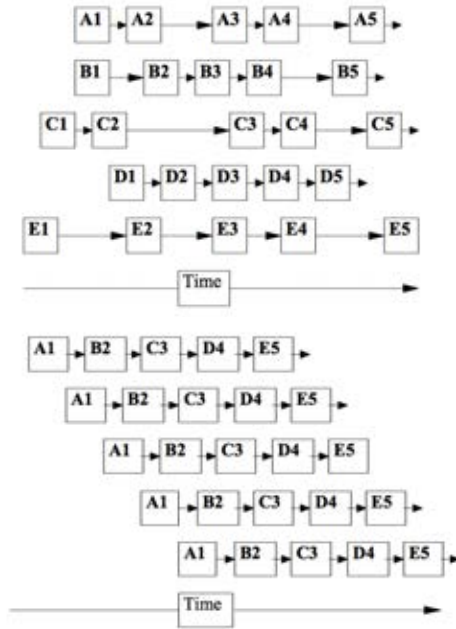 A1 A2 A3 A4 A5
B1 B2 B3 B4 B5
C1 C2 C3 C4 C5
D1 D2 D3 D4 D5
E1 E2 E3 E4 E5
Time
A1 B2 C3 D4 E5
A1 B2 C3 D4 E5
A1 B2 C3 D4 E5
A1 B2 C3 D4 E5
A1 B2 C3 D4 E5
Time